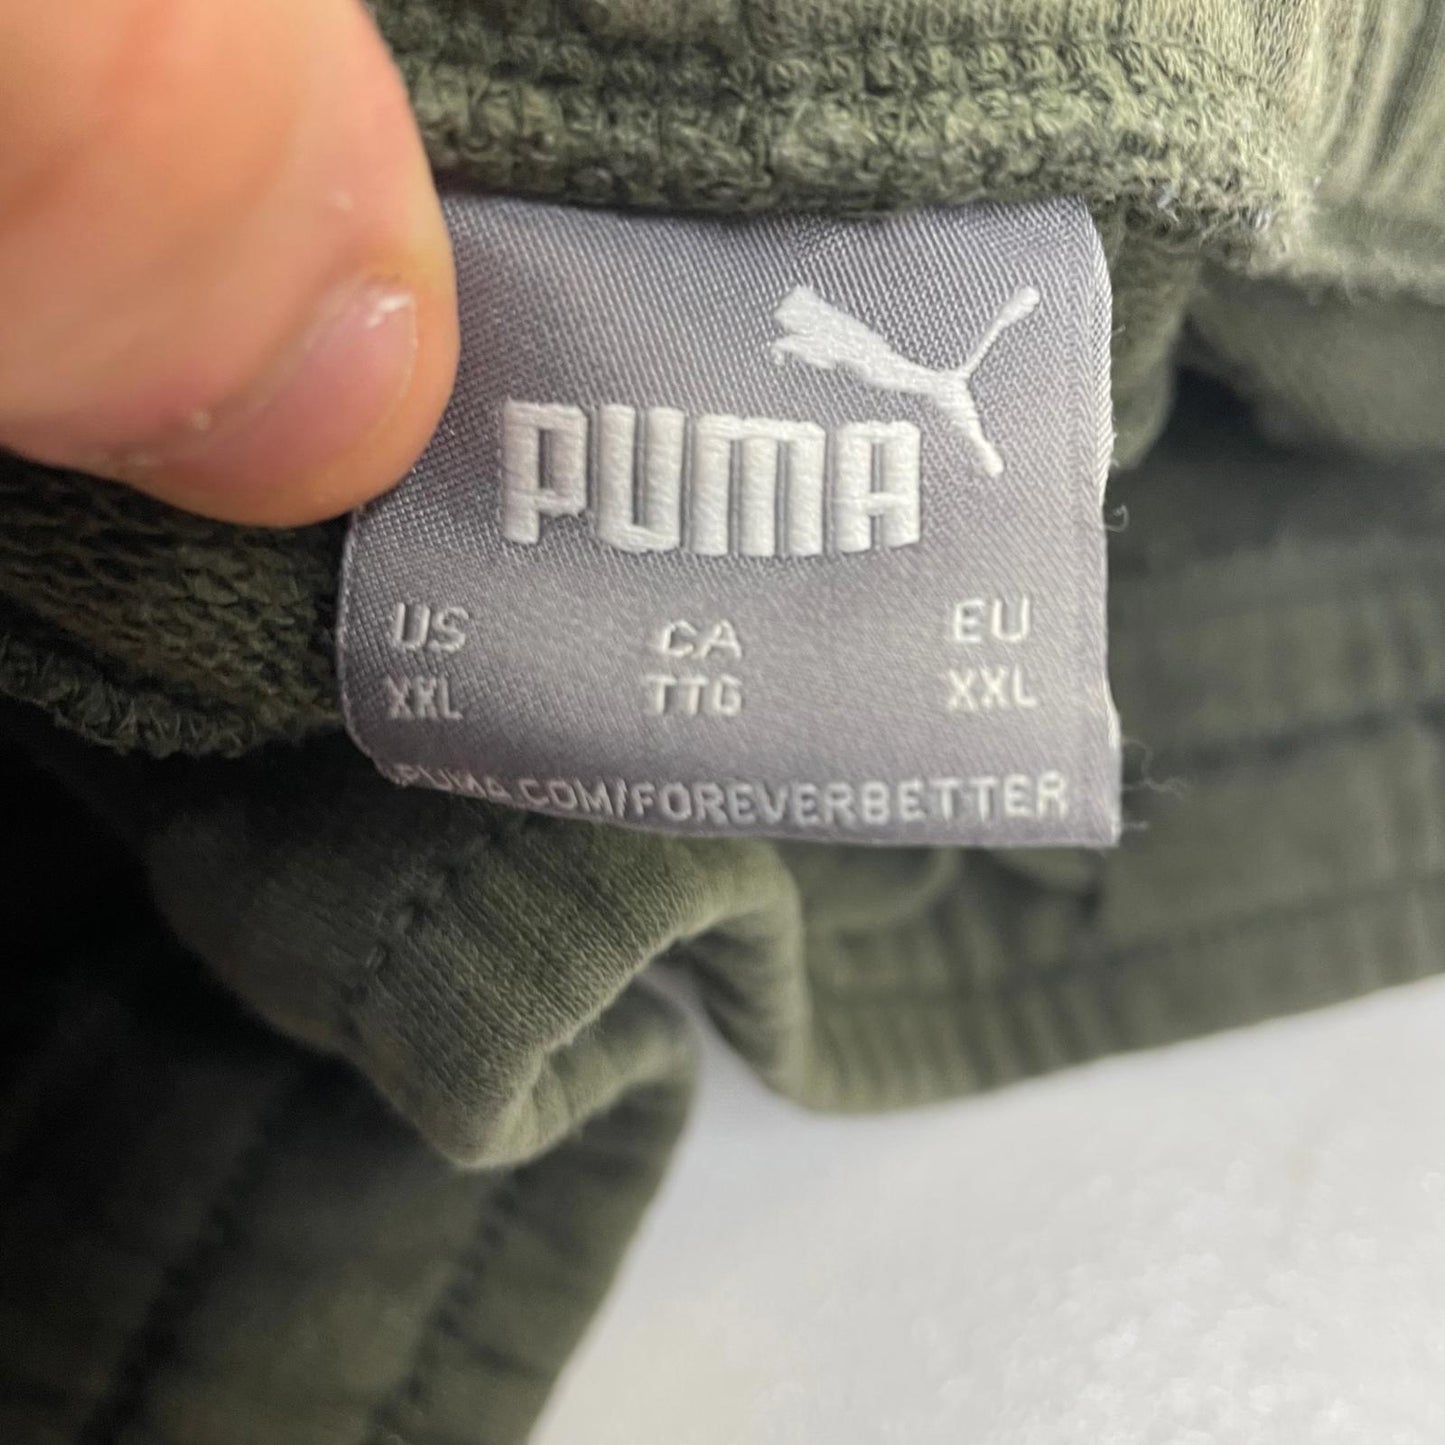 PUMA
US CA EU
XXL TTG XXL
PUMA.COM/FOREVERBETTER